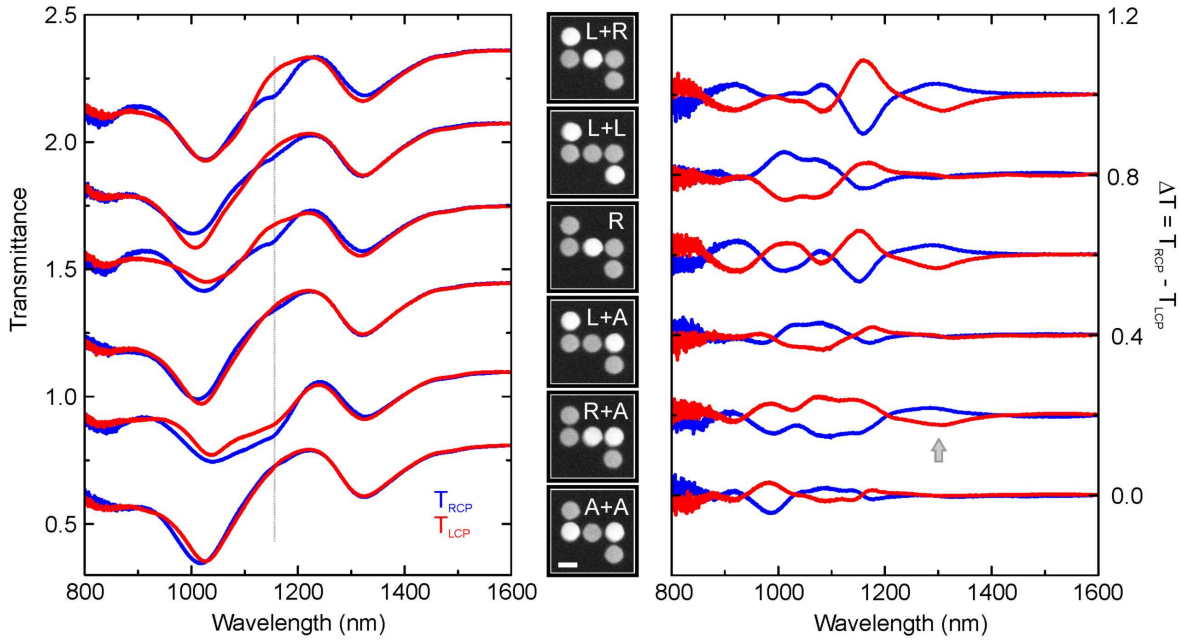 2.5
2.0
1.5
1.0
0.5
Transmittance
800
1000
1200
1400
1600
Wavelength (nm)
T_RCP
T_LCP
L+R
L+L
R
L+A
R+A
A+A
1.2
0.8
0.4
0.0
ΔT = T_RCP - T_LCP
800
1000
1200
1400
1600
Wavelength (nm)